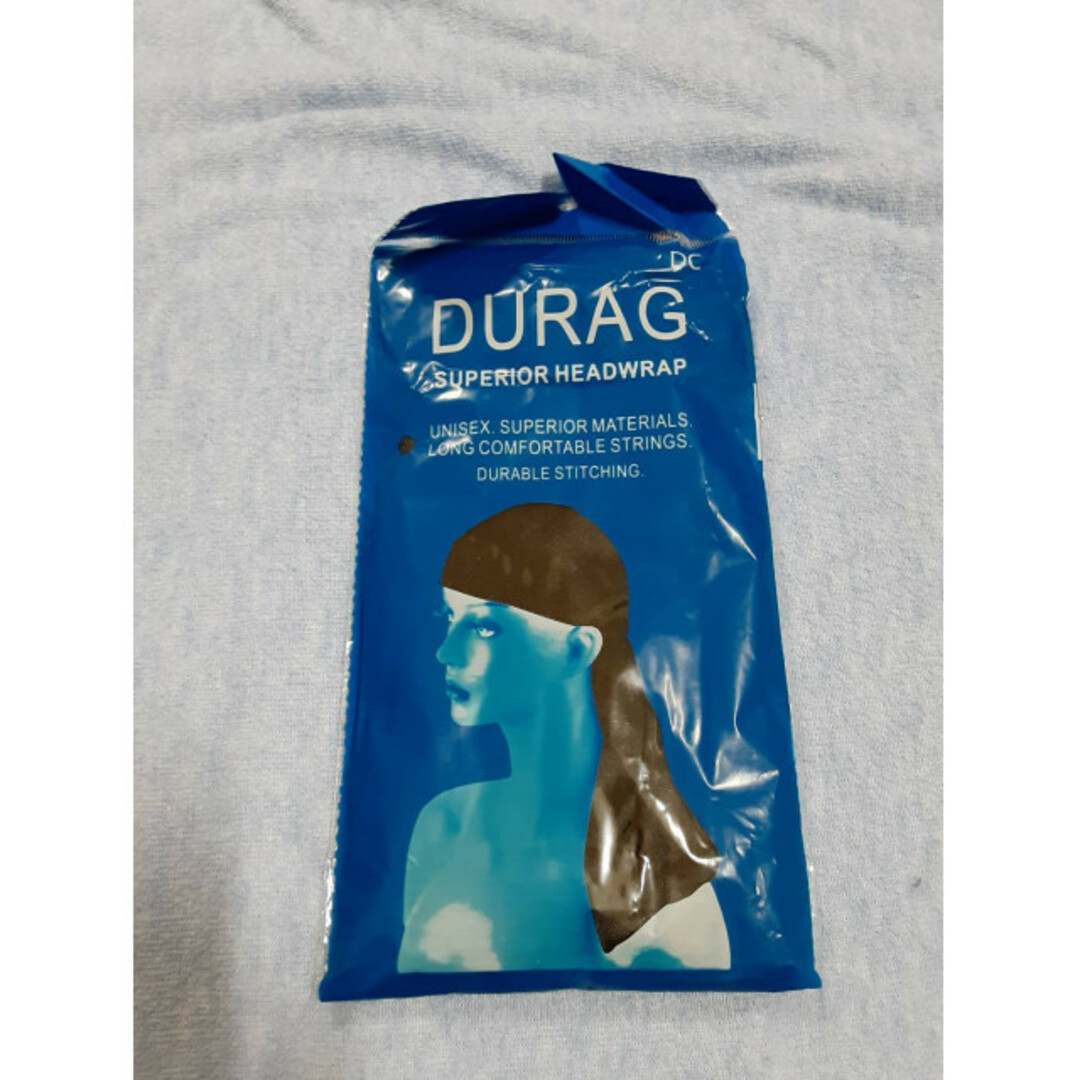 DC
DURAG
SUPERIOR HEADWRAP
UNISEX. SUPERIOR MATERIALS.
LONG COMFORTABLE STRINGS.
DURABLE STITCHING.